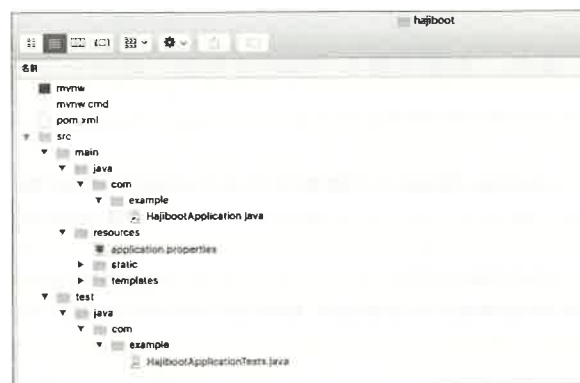 hajiboot
名前
mvnw
mvnw.cmd
pom.xml
src
main
java
com
example
HajibootApplication.java
resources
application.properties
static
templates
test
java
com
example
HajibootApplicationTests.java